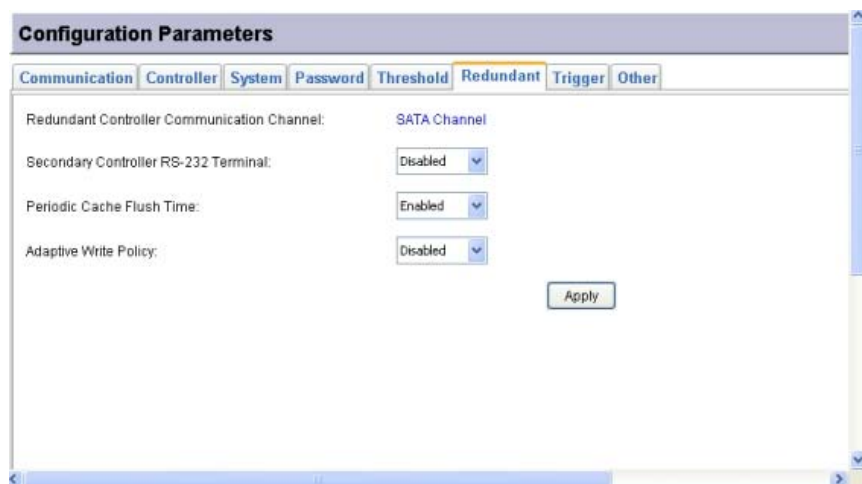 Configuration Parameters
Communication Controller System Password Threshold Redundant Trigger Other
Redundant Controller Communication Channel: SATA Channel
Secondary Controller RS-232 Terminal: Disabled
Periodic Cache Flush Time: Enabled
Adaptive Write Policy: Disabled
Apply